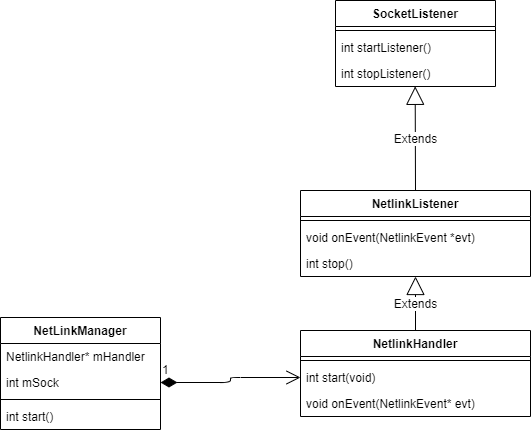 SocketListener
int startListener()
int stopListener()
Extends
NetlinkListener
void onEvent(NetlinkEvent *evt)
int stop()
Extends
NetLinkManager
NetlinkHandler* mHandler
int mSock
int start()
1
NetlinkHandler
int start(void)
void onEvent(NetlinkEvent* evt)